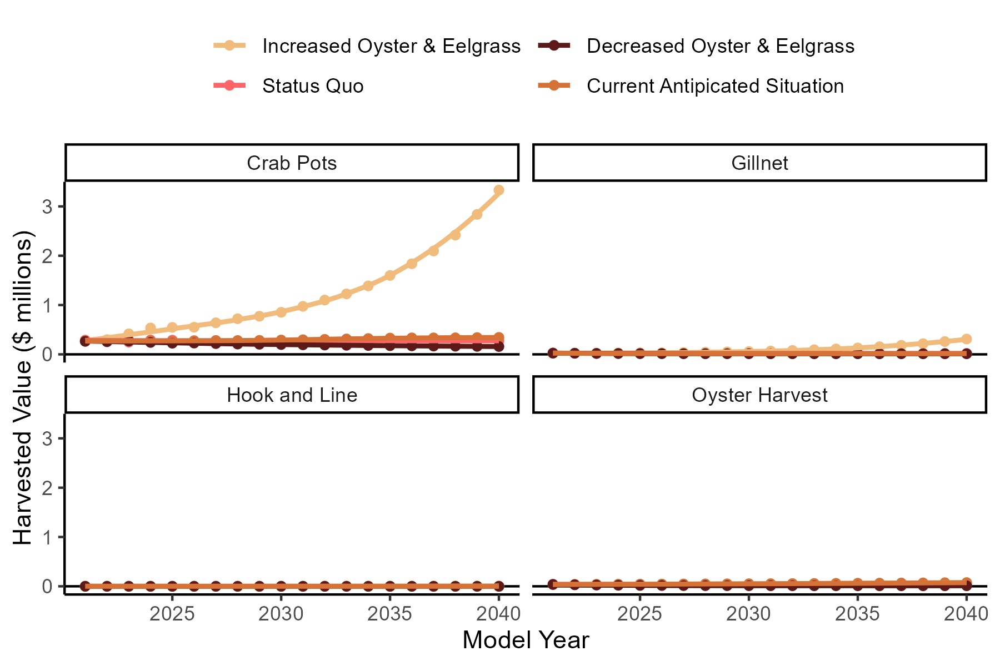 Increased Oyster & Eelgrass
Decreased Oyster & Eelgrass
Status Quo
Current Antipicated Situation
Crab Pots
Gillnet
3
2
1
0
Hook and Line
Oyster Harvest
3
2
1
0
2025
2030
2035
2040
2025
2030
2035
2040
Harvested Value ($ millions)
Model Year